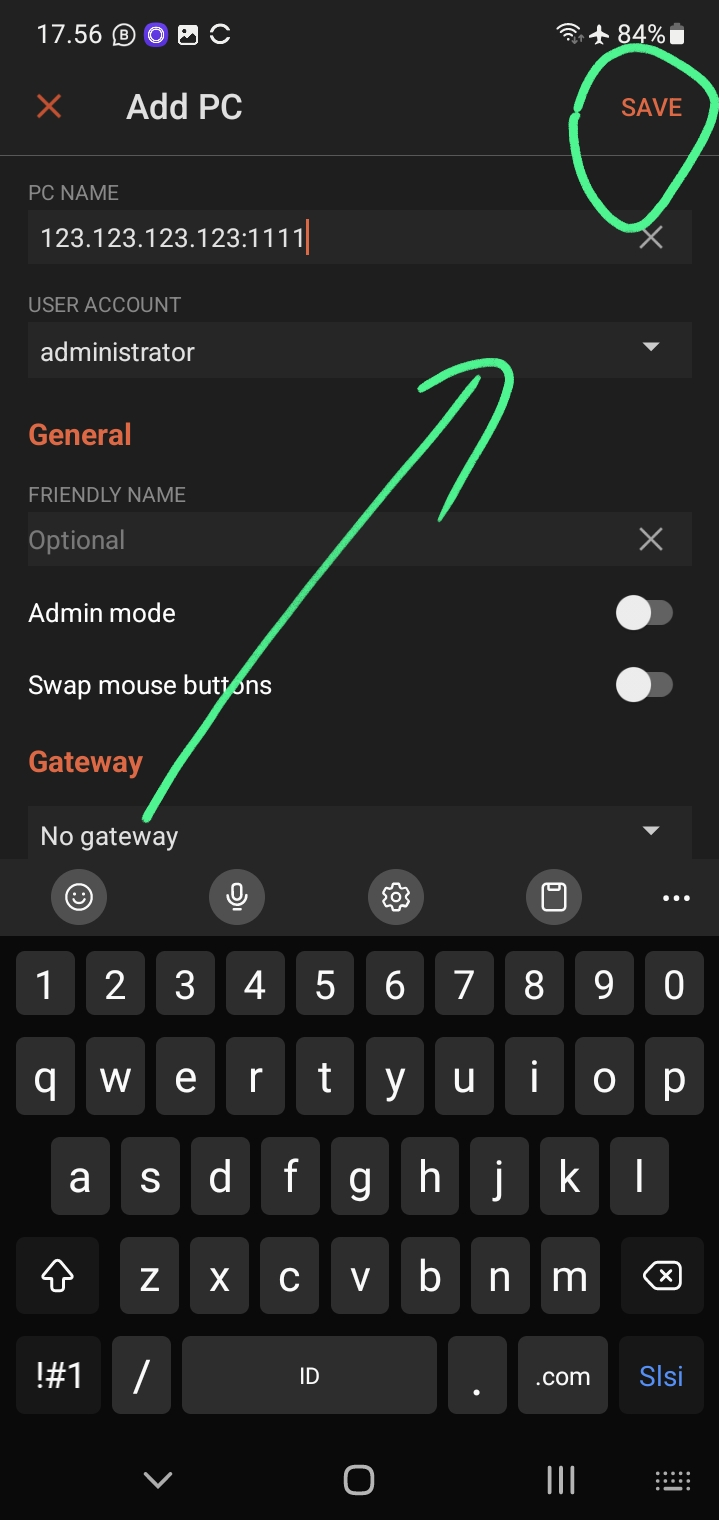 17.56 84%
Add PC SAVE
PC NAME
123.123.123.123:1111
USER ACCOUNT
administrator
General
FRIENDLY NAME
Optional
Admin mode
Swap mouse buttons
Gateway
No gateway
1 2 3 4 5 6 7 8 9 0
q w e r t y u i o p
a s d f g h j k l
z x c v b n m
!#1 / ID . .com Slsi